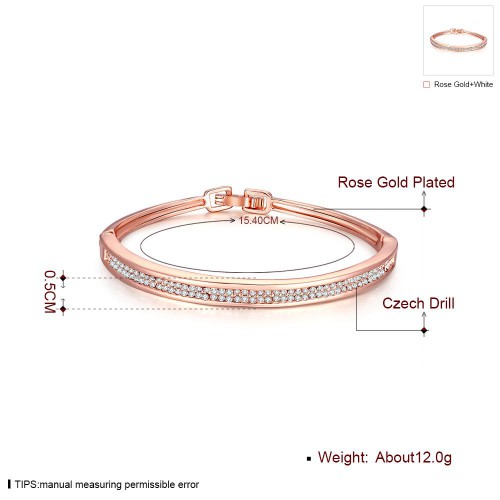 Rose Gold+White
Rose Gold Plated
15.40CM
0.5CM
Czech Drill
Weight: About12.0g
TIPS:manual measuring permissible error